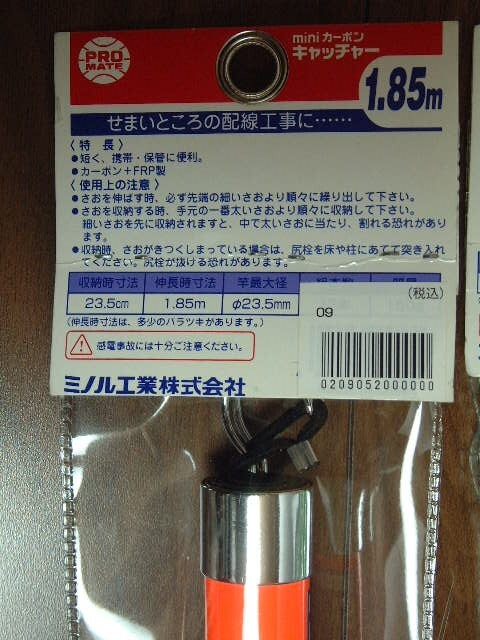 PRO
MATE
mini カーボン
キャッチャー
1.85m
せまいところの配線工事に……
〈 特　長 〉
●短く、携帯・保管に便利。
●カーボン＋FRP製
〈 使用上の注意 〉
●さおを伸ばす時、必ず先端の細いさおより順々に繰り出して下さい。
●さおを収納する時、手元の一番太いさおより順々に収納して下さい。
細いさおを先に収納されますと、中で太いさおに当たり、割れる恐れがあり
ます。
●収納時、さおがきつくしまっている場合は、尻栓を床や柱にあて工突き入れ
てください。尻栓が抜ける恐れがあります。
収納時寸法 伸長時寸法 竿最大径
23.5cm 1.85m φ23.5mm
(税込)
(伸長時寸法は、多少のバラツキがあります。)
09
感電事故には十分ご注意ください。
ミノル工業株式会社
0209052000000